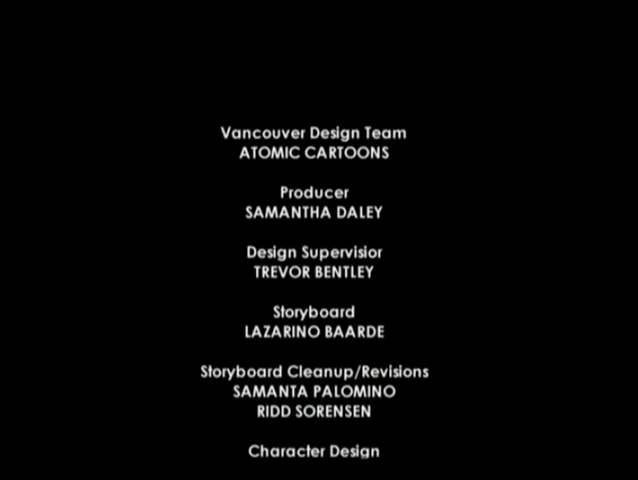 Vancouver Design Team
ATOMIC CARTOONS
Producer
SAMANTHA DALEY
Design Supervisior
TREVOR BENTLEY
Storyboard
LAZARINO BAARDE
Storyboard Cleanup/Revisions
SAMANTA PALOMINO
RIDD SORENSEN
Character Design